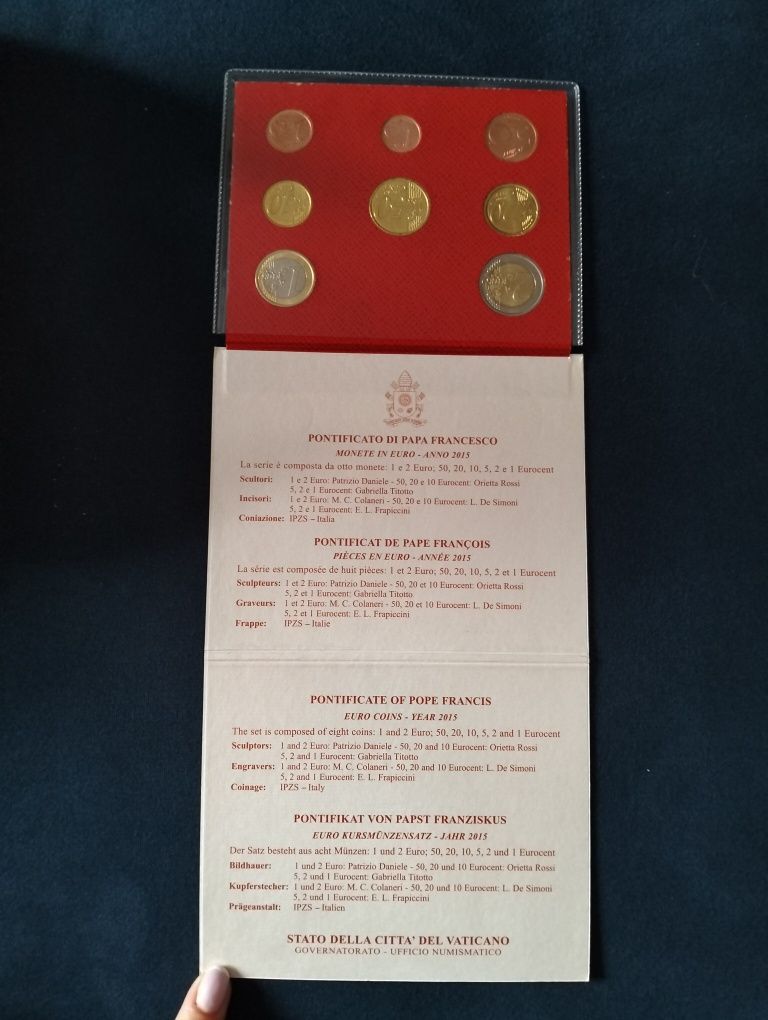 PONTIFICATO DI PAPA FRANCESCO
MONETE IN EURO - ANNO 2015
La serie è composta da otto monete: 1 e 2 Euro; 50, 20, 10, 5, 2 e 1 Eurocent
Scultori: 1 e 2 Euro: Patrizio Daniele - 50, 20 e 10 Eurocent: Orietta Rossi
5, 2 e 1 Eurocent: Gabriella Titotto
Incisori: 1 e 2 Euro: M. C. Colaneri - 50, 20 e 10 Eurocent: L. De Simoni
5, 2 e 1 Eurocent: E. L. Frapiccini
Coniazione: IPZS – Italia
PONTIFICAT DE PAPE FRANÇOIS
PIÈCES EN EURO - ANNÉE 2015
La série est composée de huit pièces: 1 et 2 Euro; 50, 20, 10, 5, 2 et 1 Eurocent
Sculpteurs: 1 et 2 Euro: Patrizio Daniele - 50, 20 et 10 Eurocent: Orietta Rossi
5, 2 et 1 Eurocent: Gabriella Titotto
Graveurs: 1 et 2 Euro: M. C. Colaneri - 50, 20 et 10 Eurocent: L. De Simoni
5, 2 et 1 Eurocent: E. L. Frapiccini
Frappe: IPZS – Italie
PONTIFICATE OF POPE FRANCIS
EURO COINS - YEAR 2015
The set is composed of eight coins: 1 and 2 Euro; 50, 20, 10, 5, 2 and 1 Eurocent
Sculptors: 1 and 2 Euro: Patrizio Daniele - 50, 20 and 10 Eurocent: Orietta Rossi
5, 2 and 1 Eurocent: Gabriella Titotto
Engravers: 1 and 2 Euro: M. C. Colaneri - 50, 20 and 10 Eurocent: L. De Simoni
5, 2 and 1 Eurocent: E. L. Frapiccini
Coinage: IPZS – Italy
PONTIFIKAT VON PAPST FRANZISKUS
EURO KURSMÜNZENSATZ - JAHR 2015
Der Satz besteht aus acht Münzen: 1 und 2 Euro; 50, 20, 10, 5, 2 und 1 Eurocent
Bildhauer: 1 und 2 Euro: Patrizio Daniele - 50, 20 und 10 Eurocent: Orietta Rossi
5, 2 und 1 Eurocent: Gabriella Titotto
Kupferstecher: 1 und 2 Euro: M. C. Colaneri - 50, 20 und 10 Eurocent: L. De Simoni
5, 2 und 1 Eurocent: E. L. Frapiccini
Prägeanstalt: IPZS – Italien
STATO DELLA CITTA' DEL VATICANO
GOVERNATORATO - UFFICIO NUMISMATICO